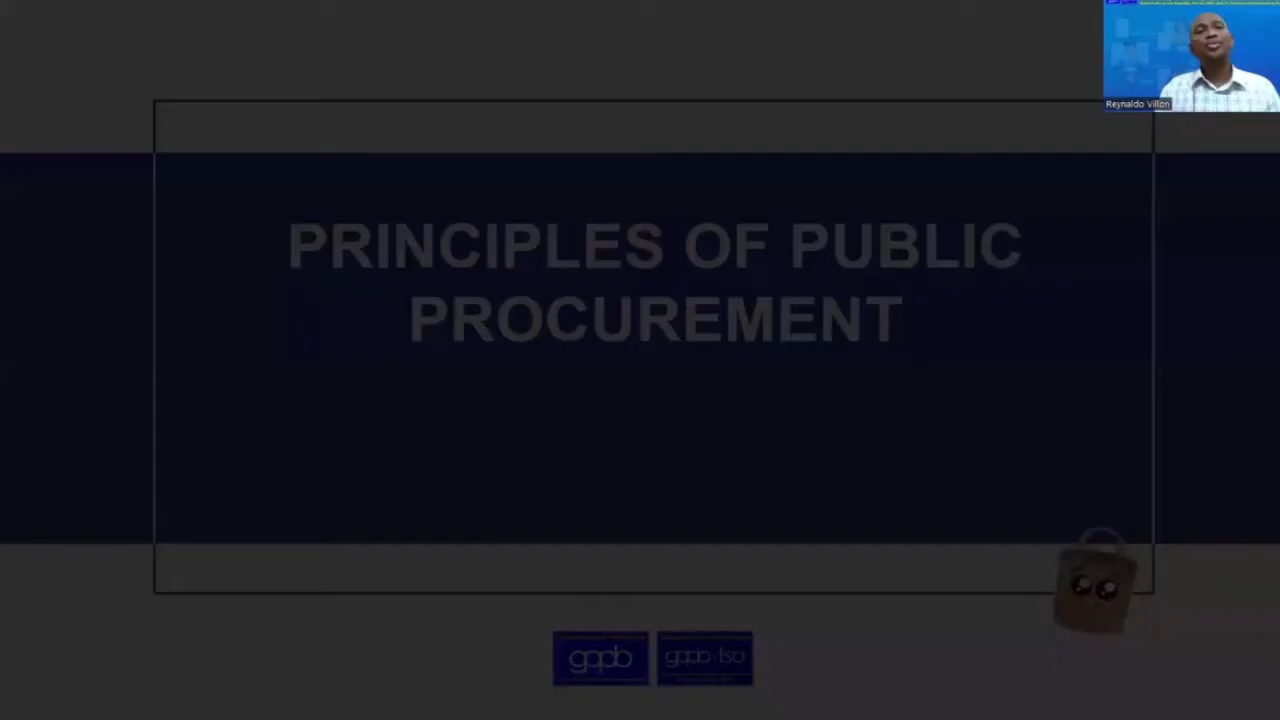 Reynaldo Villon
PRINCIPLES OF PUBLIC
PROCUREMENT
gppb
gppb-tso